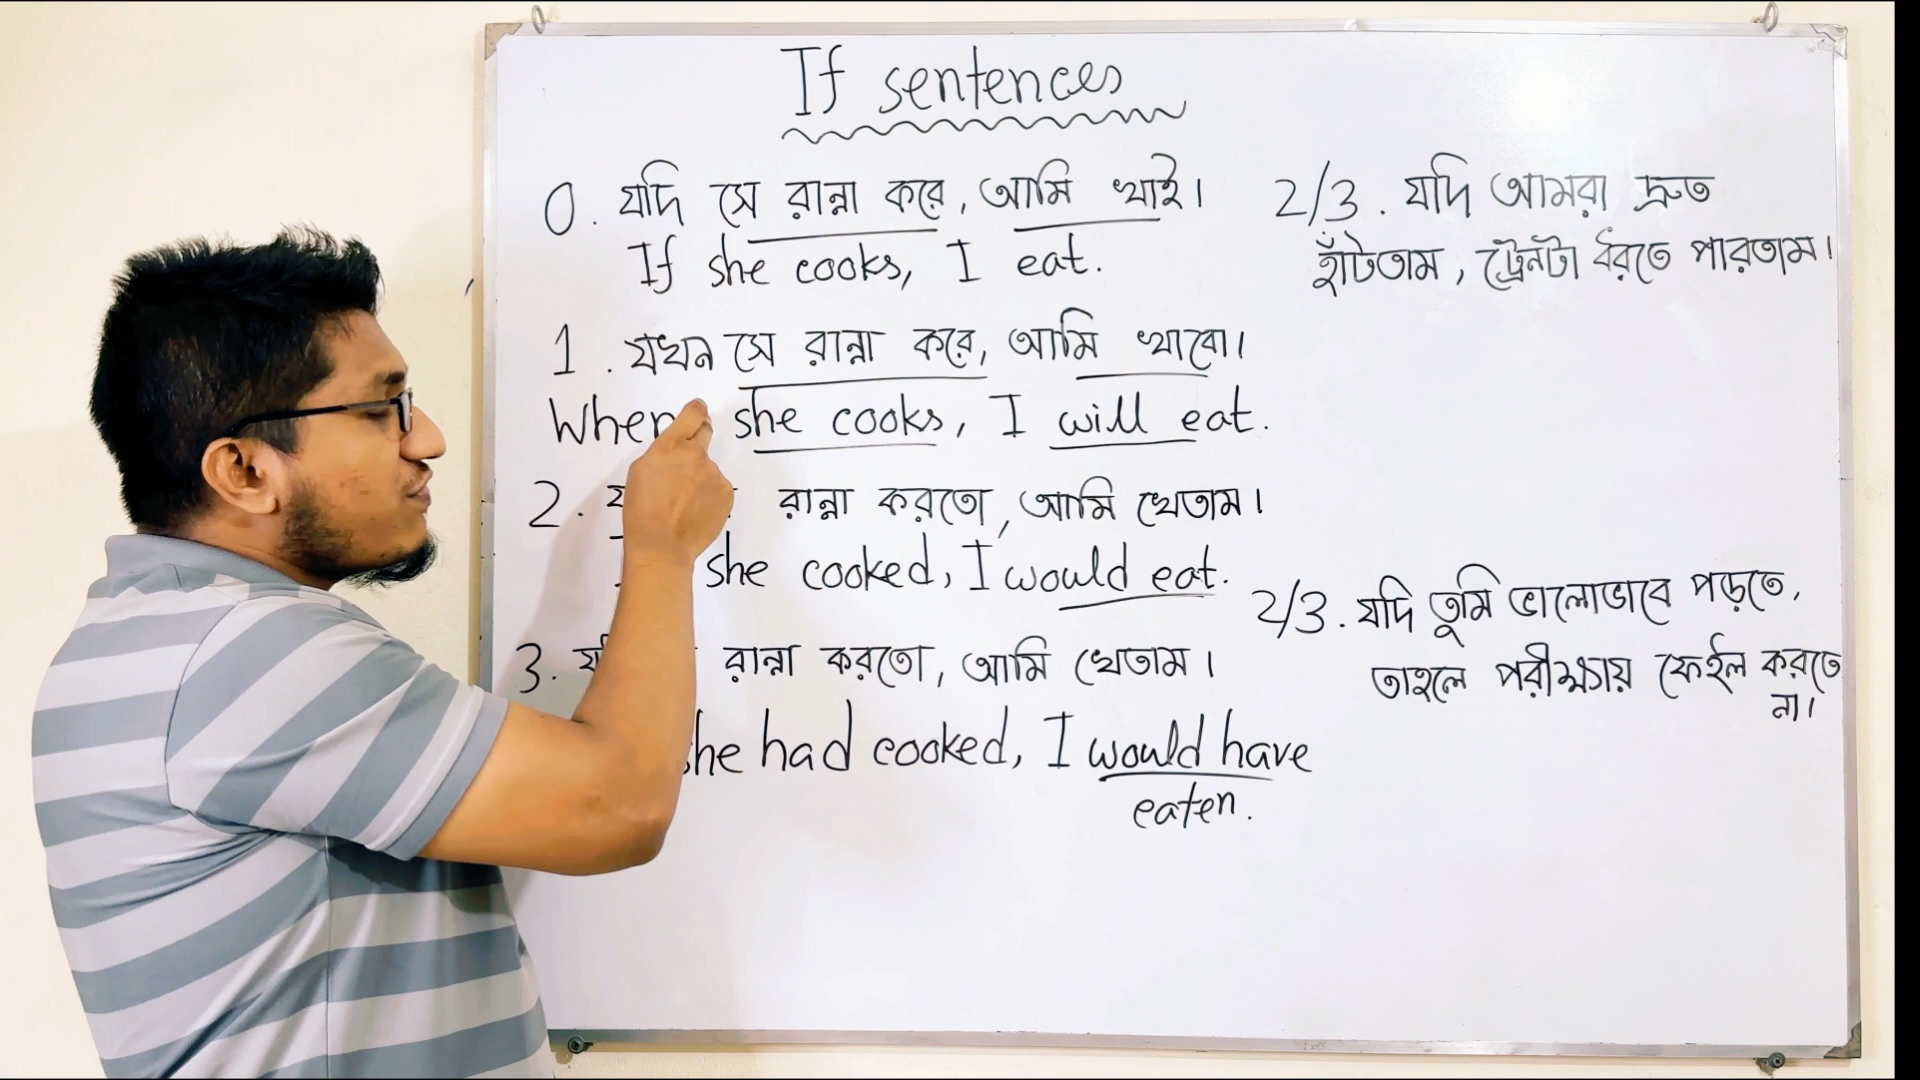 If sentences
0. যদি সে রান্না করে, আমি খাই।
If she cooks, I eat.
1. যখন সে রান্না করে, আমি খাবো।
When she cooks, I will eat.
2. রান্না করতো, আমি খেতাম।
she cooked, I would eat.
3. রান্না করতো, আমি খেতাম।
he had cooked, I would have
eaten.
2/3. যদি আমরা দ্রুত
হাঁটতাম, ট্রেনটা ধরতে পারতাম।
2/3. যদি তুমি ভালোভাবে পড়তে,
তাহলে পরীক্ষায় ফেইল করতে
না।